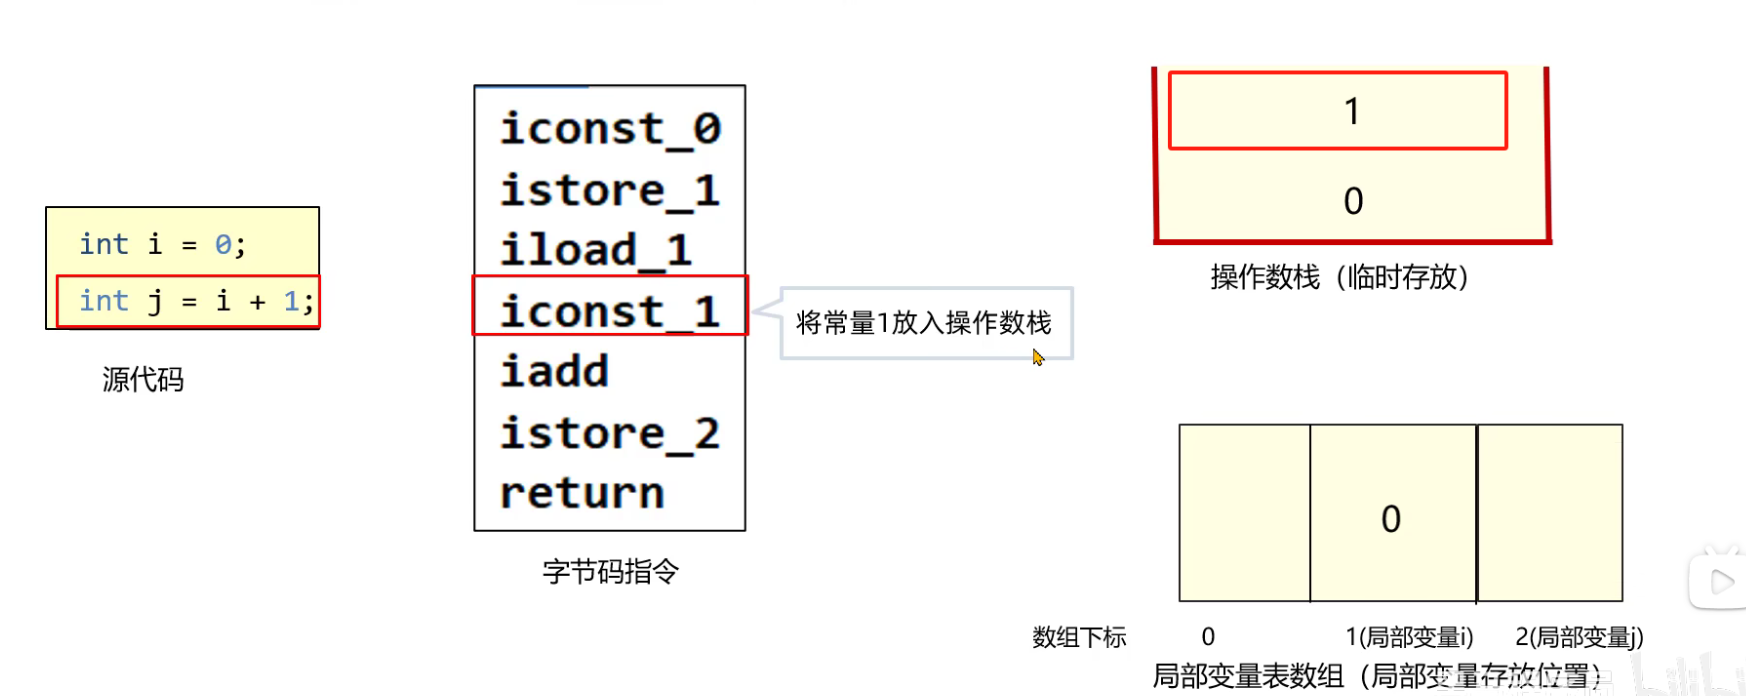 int i = 0;
int j = i + 1;
源代码
iconst_0
istore_1
iload_1
iconst_1
iadd
istore_2
return
字节码指令
将常量1放入操作数栈
1
0
操作数栈（临时存放）
0
数组下标 0 1(局部变量i) 2(局部变量j)
局部变量表数组（局部变量存放位置）
bilibili